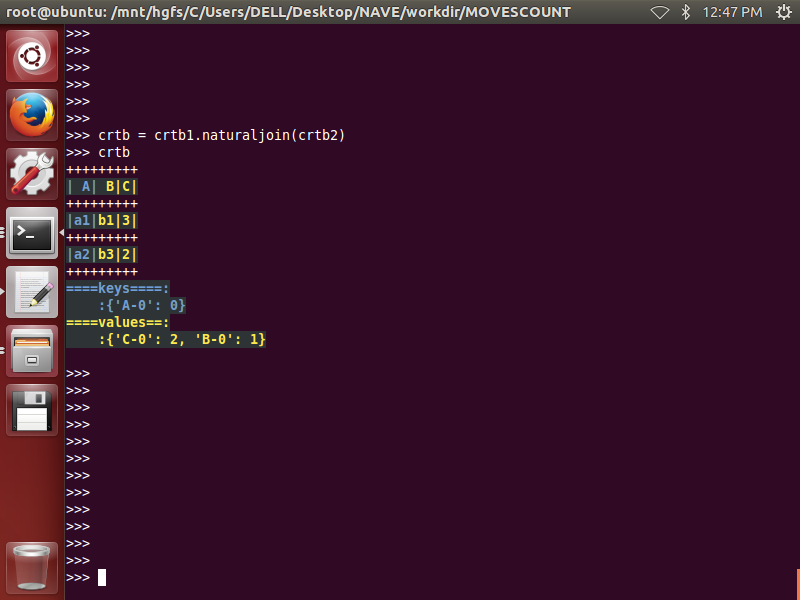 root@ubuntu: /mnt/hgfs/C/Users/DELL/Desktop/NAVE/workdir/MOVESCOUNT 12:47 PM
>>>
>>>
>>>
>>>
>>>
>>>
>>> crtb = crtb1.naturaljoin(crtb2)
>>> crtb
+++++++++
| A| B|C|
+++++++++
|a1|b1|3|
+++++++++
|a2|b3|2|
+++++++++
====keys====:
    :{'A-0': 0}
====values==:
    :{'C-0': 2, 'B-0': 1}
>>>
>>>
>>>
>>>
>>>
>>>
>>>
>>>
>>>
>>>
>>>
>>>
>>>